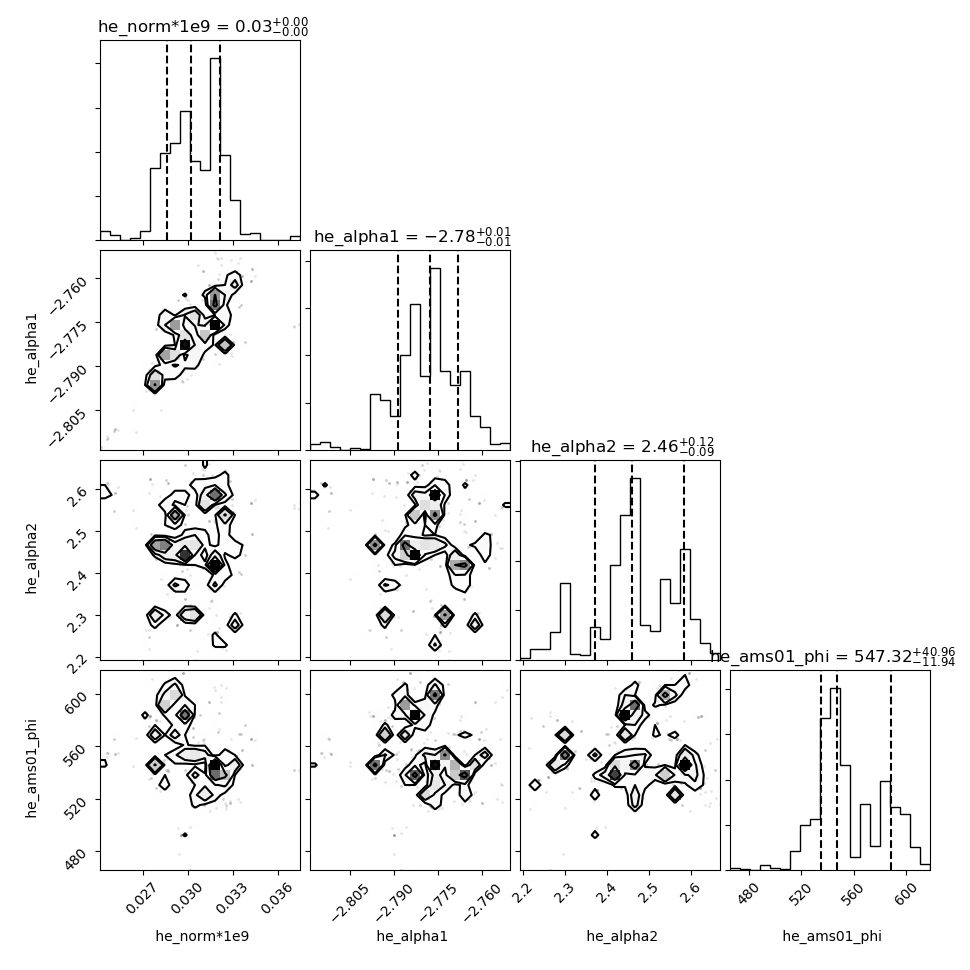 he_norm*1e9 = 0.03+0.00 −0.00
he_alpha1 = −2.78+0.01 −0.01
−2.760
−2.775
−2.790
−2.805
he_alpha1
he_alpha2 = 2.46+0.12 −0.09
2.6
2.5
2.4
2.3
2.2
he_alpha2
he_ams01_phi = 547.32+40.96 −11.94
600
560
520
480
he_ams01_phi
0.027 0.030 0.033 0.036
−2.805 −2.790 −2.775 −2.760
2.2 2.3 2.4 2.5 2.6
480 520 560 600
he_norm*1e9 he_alpha1 he_alpha2 he_ams01_phi